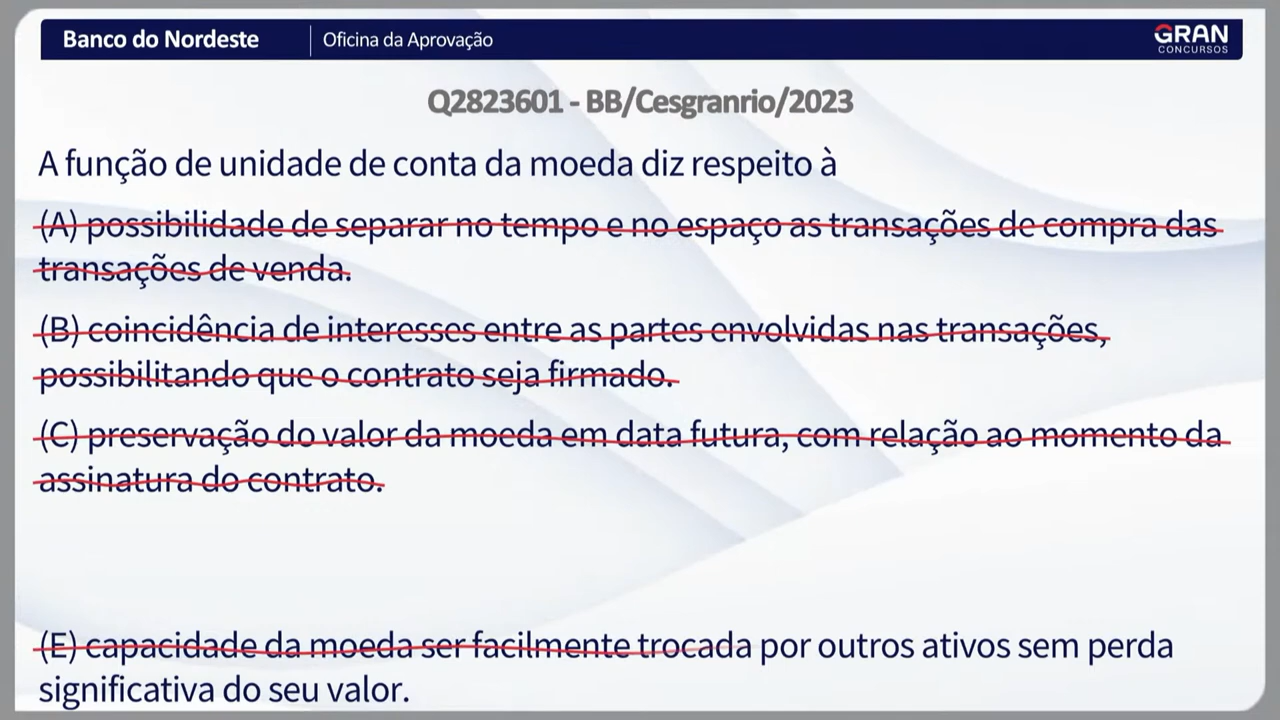 Banco do Nordeste
Oficina da Aprovação
GRAN
CONCURSOS
Q2823601 - BB/Cesgranrio/2023
A função de unidade de conta da moeda diz respeito à
(A) possibilidade de separar no tempo e no espaço as transações de compra das
transações de venda.
(B) coincidência de interesses entre as partes envolvidas nas transações,
possibilitando que o contrato seja firmado.
(C) preservação do valor da moeda em data futura, com relação ao momento da
assinatura do contrato.
(E) capacidade da moeda ser facilmente trocada por outros ativos sem perda
significativa do seu valor.